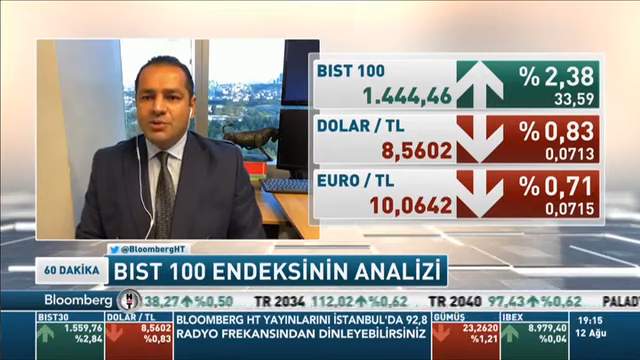 BIST 100
1.444,46
% 2,38
33,59
DOLAR / TL
8,5602
% 0,83
0,0713
EURO / TL
10,0642
% 0,71
0,0715
@BloombergHT
60 DAKİKA
BIST 100 ENDEKSİNİN ANALİZİ
Bloomberg HT
38,27 %0,50 TR 2034 112,02 %0,62 TR 2040 97,43 %0,62 PALAD
BIST30
1.559,76
%2,84
DOLAR / TL
8,5602
%0,83
BLOOMBERG HT YAYINLARINI İSTANBUL'DA 92,8
RADYO FREKANSINDAN DİNLEYEBİLİRSİNİZ
GÜMÜŞ
23,2620
%1,21
IBEX
8.979,40
%0,04
19:15
12 Ağu